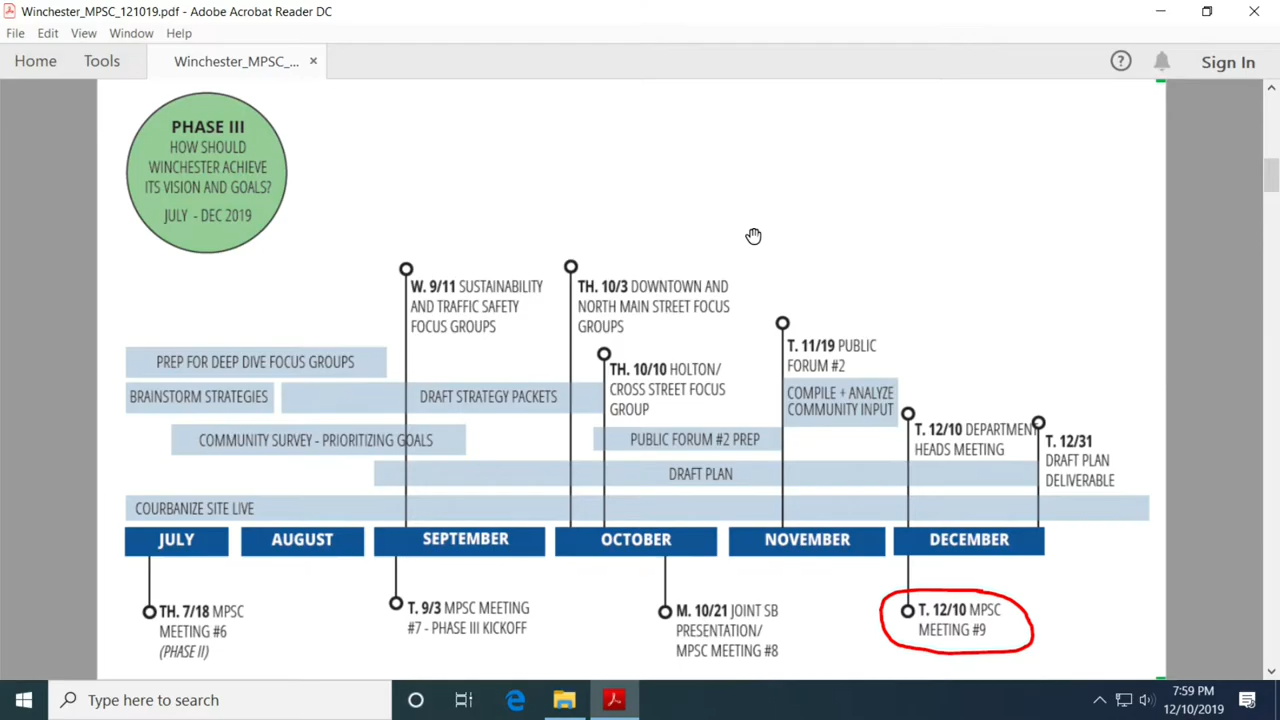 Winchester_MPSC_121019.pdf - Adobe Acrobat Reader DC
File Edit View Window Help
Home Tools Winchester_MPSC_... × ? Sign In
PHASE III
HOW SHOULD
WINCHESTER ACHIEVE
ITS VISION AND GOALS?
JULY - DEC 2019
W. 9/11 SUSTAINABILITY
AND TRAFFIC SAFETY
FOCUS GROUPS
TH. 10/3 DOWNTOWN AND
NORTH MAIN STREET FOCUS
GROUPS
TH. 10/10 HOLTON/
CROSS STREET FOCUS
GROUP
T. 11/19 PUBLIC
FORUM #2
PREP FOR DEEP DIVE FOCUS GROUPS
BRAINSTORM STRATEGIES
DRAFT STRATEGY PACKETS
COMPILE + ANALYZE
COMMUNITY INPUT
T. 12/10 DEPARTMENT
HEADS MEETING
T. 12/31
DRAFT PLAN
DELIVERABLE
COMMUNITY SURVEY - PRIORITIZING GOALS
PUBLIC FORUM #2 PREP
DRAFT PLAN
COURBANIZE SITE LIVE
JULY AUGUST SEPTEMBER OCTOBER NOVEMBER DECEMBER
TH. 7/18 MPSC
MEETING #6
(PHASE II)
T. 9/3 MPSC MEETING
#7 - PHASE III KICKOFF
M. 10/21 JOINT SB
PRESENTATION/
MPSC MEETING #8
T. 12/10 MPSC
MEETING #9
Type here to search
7:59 PM
12/10/2019